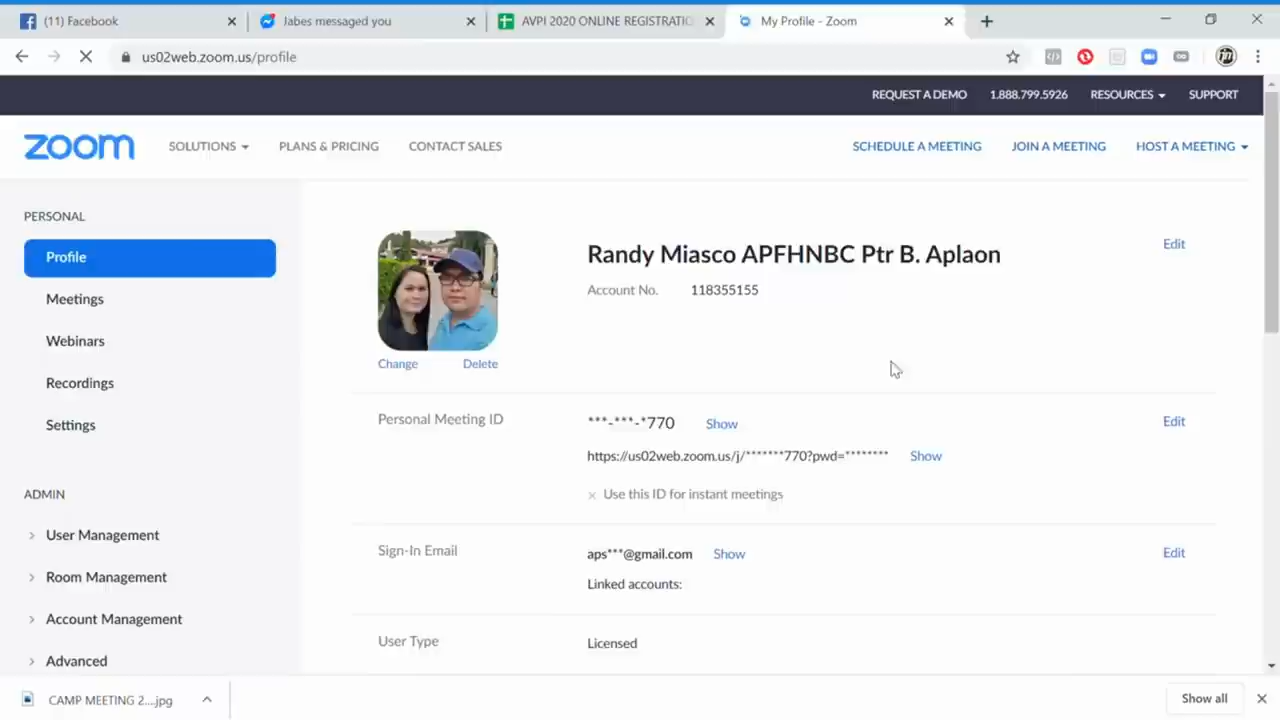 (11) Facebook
Jabes messaged you
AVPI 2020 ONLINE REGISTRATIO
My Profile - Zoom
us02web.zoom.us/profile
REQUEST A DEMO 1.888.799.5926 RESOURCES SUPPORT
zoom SOLUTIONS PLANS & PRICING CONTACT SALES SCHEDULE A MEETING JOIN A MEETING HOST A MEETING
PERSONAL
Profile
Meetings
Webinars
Recordings
Settings
ADMIN
User Management
Room Management
Account Management
Advanced
Change Delete
Randy Miasco APFHNBC Ptr B. Aplaon Edit
Account No. 118355155
Personal Meeting ID ***-***-*770 Show Edit
https://us02web.zoom.us/j/*******770?pwd=******** Show
× Use this ID for instant meetings
Sign-In Email aps***@gmail.com Show Edit
Linked accounts:
User Type Licensed
CAMP MEETING 2....jpg Show all